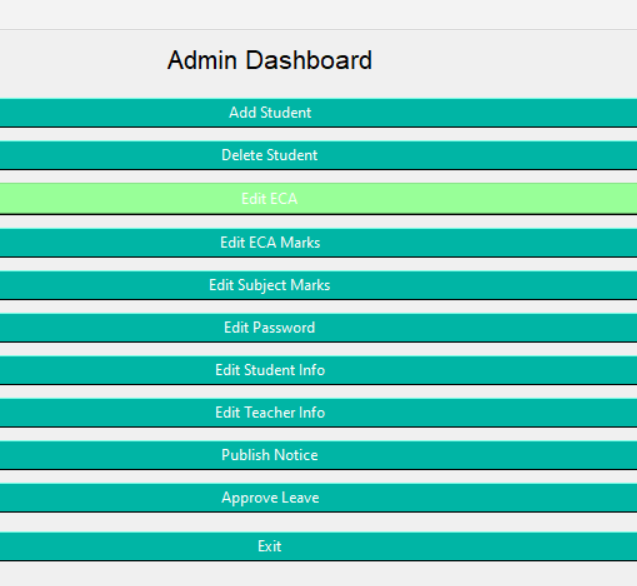 Admin Dashboard
Add Student
Delete Student
Edit ECA
Edit ECA Marks
Edit Subject Marks
Edit Password
Edit Student Info
Edit Teacher Info
Publish Notice
Approve Leave
Exit